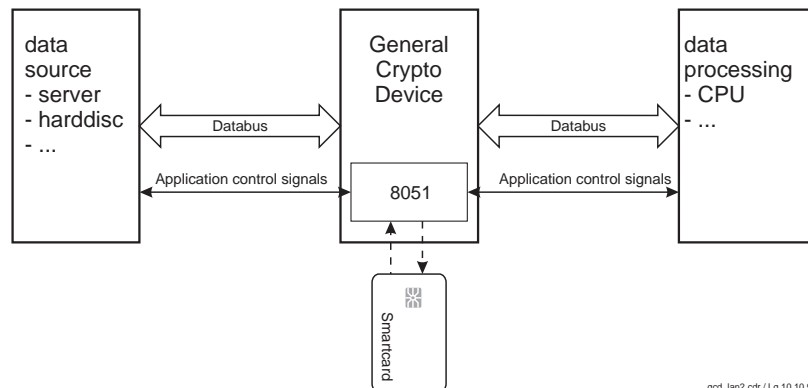 data
source
- server
- harddisc
- ...
General
Crypto
Device
data
processing
- CPU
- ...
Databus
Databus
Application control signals
Application control signals
8051
Smartcard